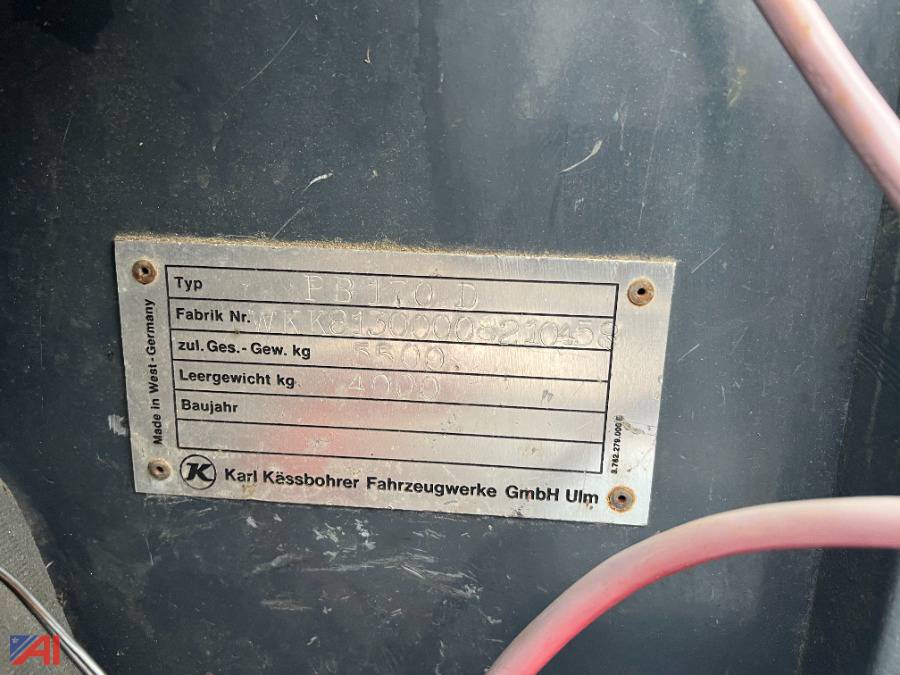 Typ PB 170 D
Fabrik Nr. WKK81300008210458
zul. Ges.- Gew. kg 5500
Leergewicht kg 4000
Baujahr
K Karl Kässbohrer Fahrzeugwerke GmbH Ulm
Made in West-Germany
AI